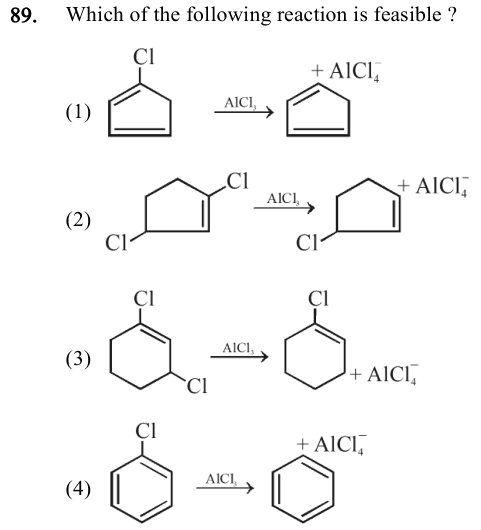 89. Which of the following reaction is feasible ?
Cl
+ AlCl₄⁻
(1) AlCl₃
Cl
+ AlCl₄⁻
AlCl₃
(2)
Cl Cl
Cl Cl
(3) AlCl₃
Cl + AlCl₄⁻
Cl
+ AlCl₄⁻
(4) AlCl₃